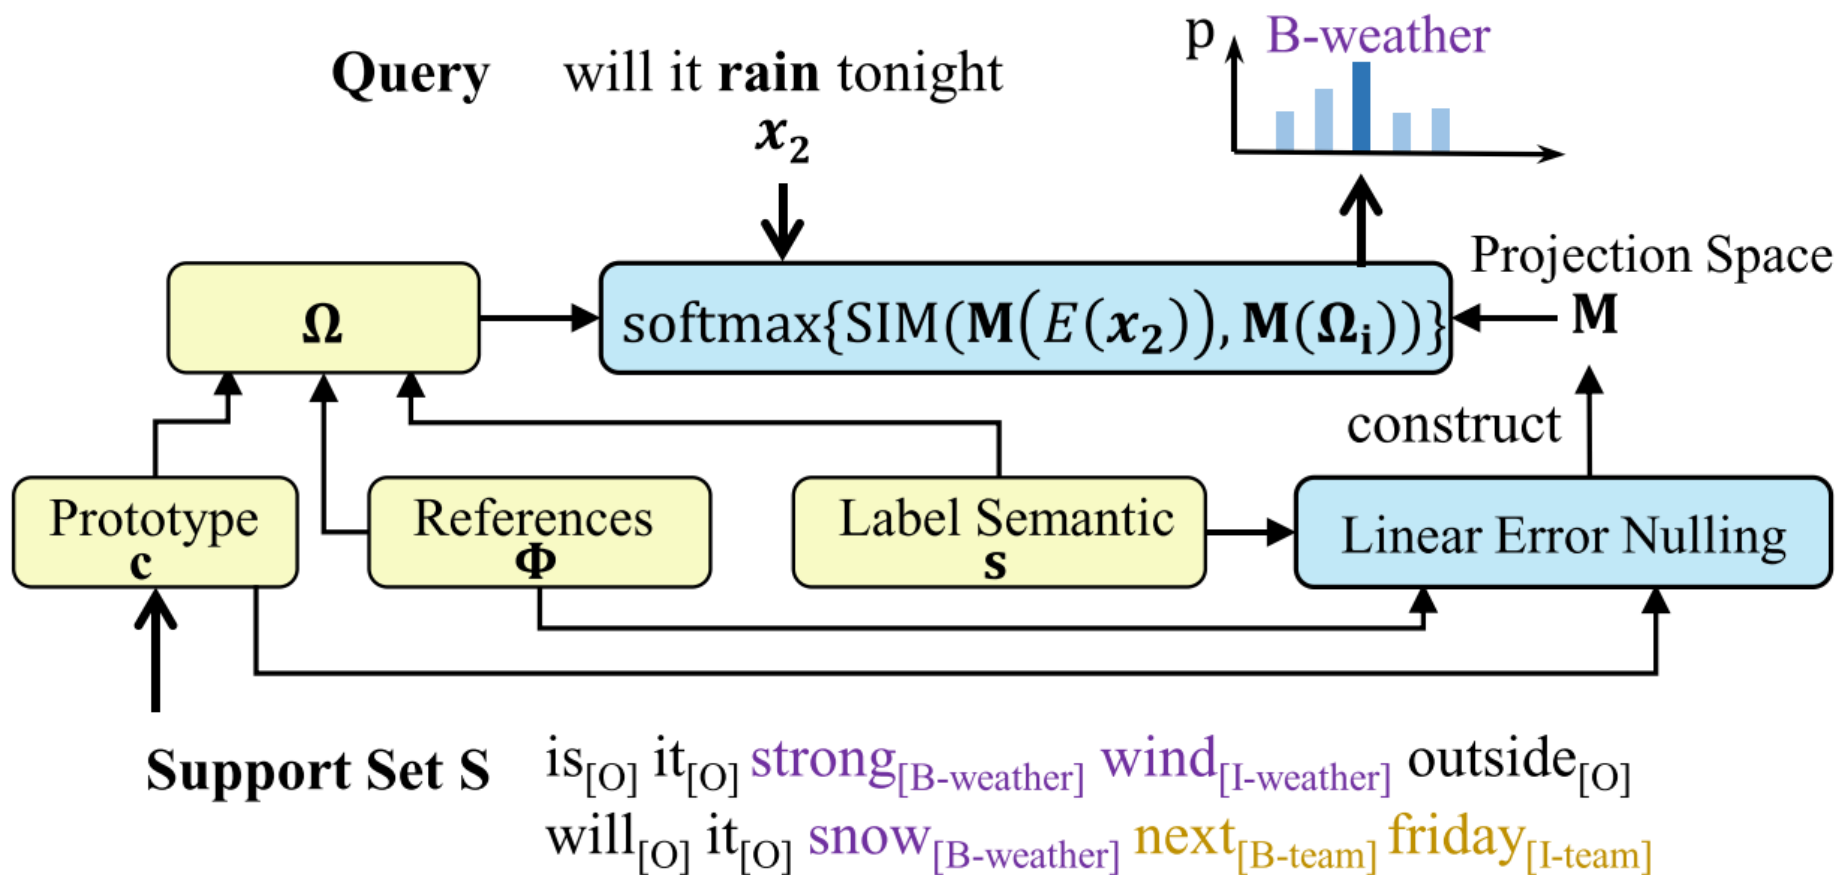 p B-weather
Query will it rain tonight
x₂
Projection Space
Ω softmax{SIM(M(E(x₂)), M(Ωᵢ))} M
construct
Prototype References Label Semantic Linear Error Nulling
c Φ s
Support Set S is[O] it[O] strong[B-weather] wind[I-weather] outside[O]
will[O] it[O] snow[B-weather] next[B-team] friday[I-team]